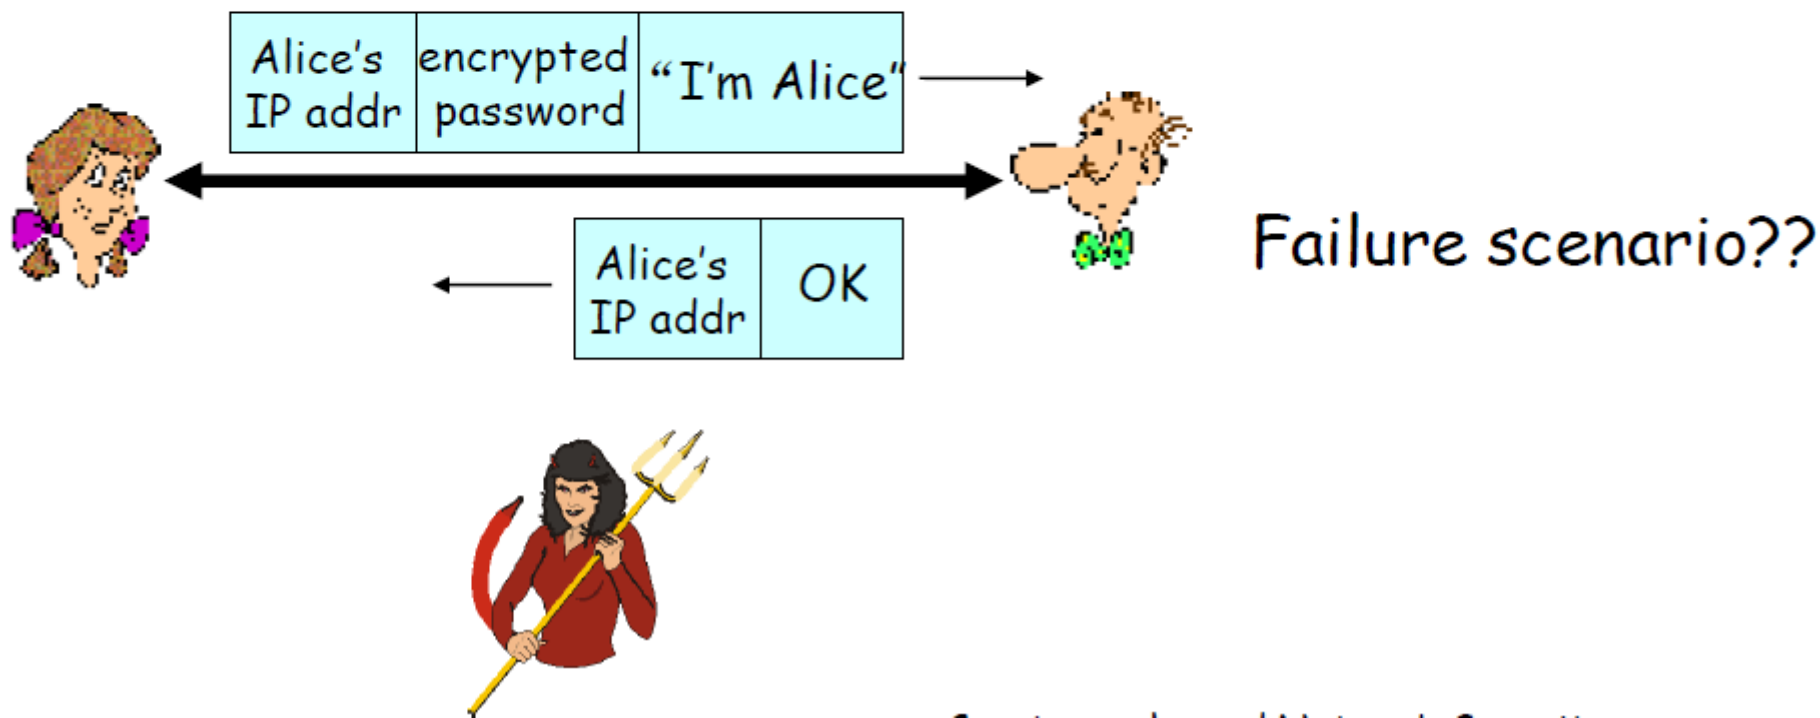 Alice's
IP addr
encrypted
password
“I'm Alice”
Failure scenario??
Alice's
IP addr
OK